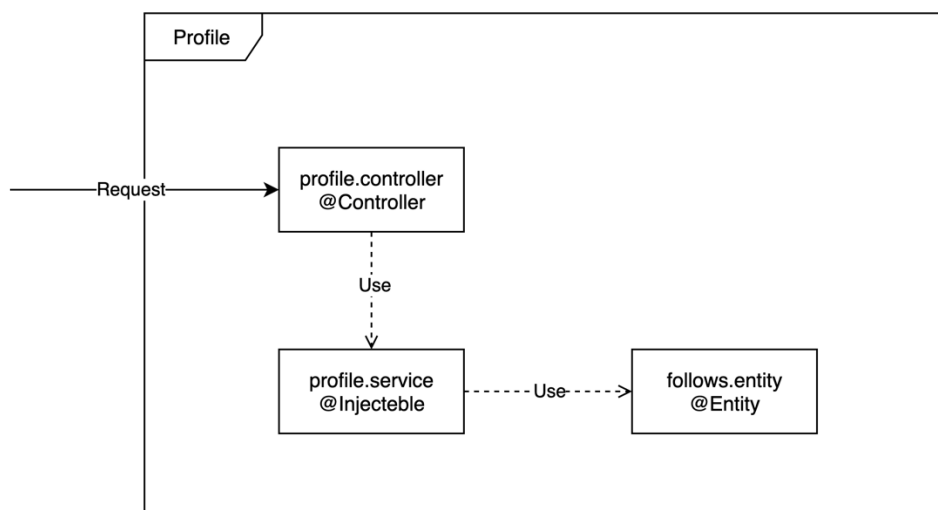 Profile
Request
profile.controller
@Controller
Use
profile.service
@Injecteble
Use
follows.entity
@Entity